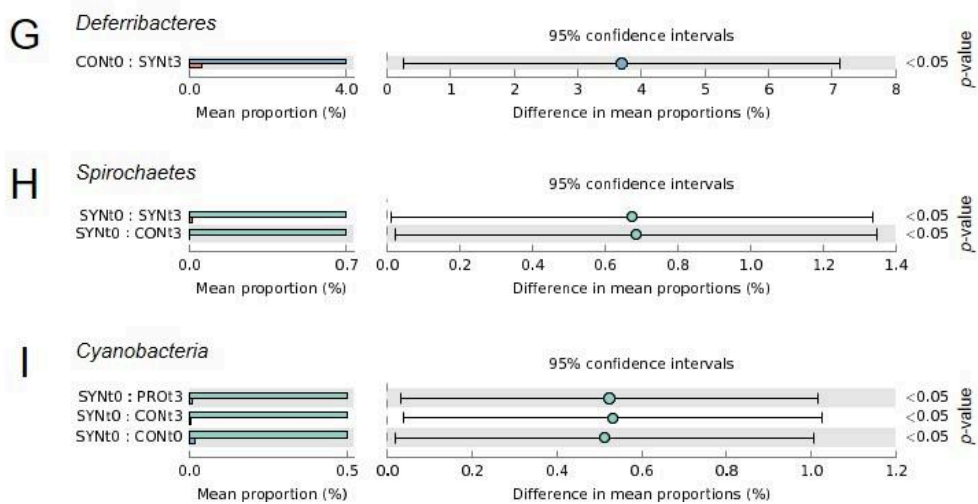 G
Deferribacteres
95% confidence intervals
CONt0 : SYNt3
<0.05
p-value
0.0 4.0
0 1 2 3 4 5 6 7 8
Mean proportion (%)
Difference in mean proportions (%)
H
Spirochaetes
95% confidence intervals
SYNt0 : SYNt3
<0.05
SYNt0 : CONt3
<0.05
p-value
0.0 0.7
0.0 0.2 0.4 0.6 0.8 1.0 1.2 1.4
Mean proportion (%)
Difference in mean proportions (%)
I
Cyanobacteria
95% confidence intervals
SYNt0 : PROt3
<0.05
SYNt0 : CONt3
<0.05
SYNt0 : CONt0
<0.05
p-value
0.0 0.5
0.0 0.2 0.4 0.6 0.8 1.0 1.2
Mean proportion (%)
Difference in mean proportions (%)